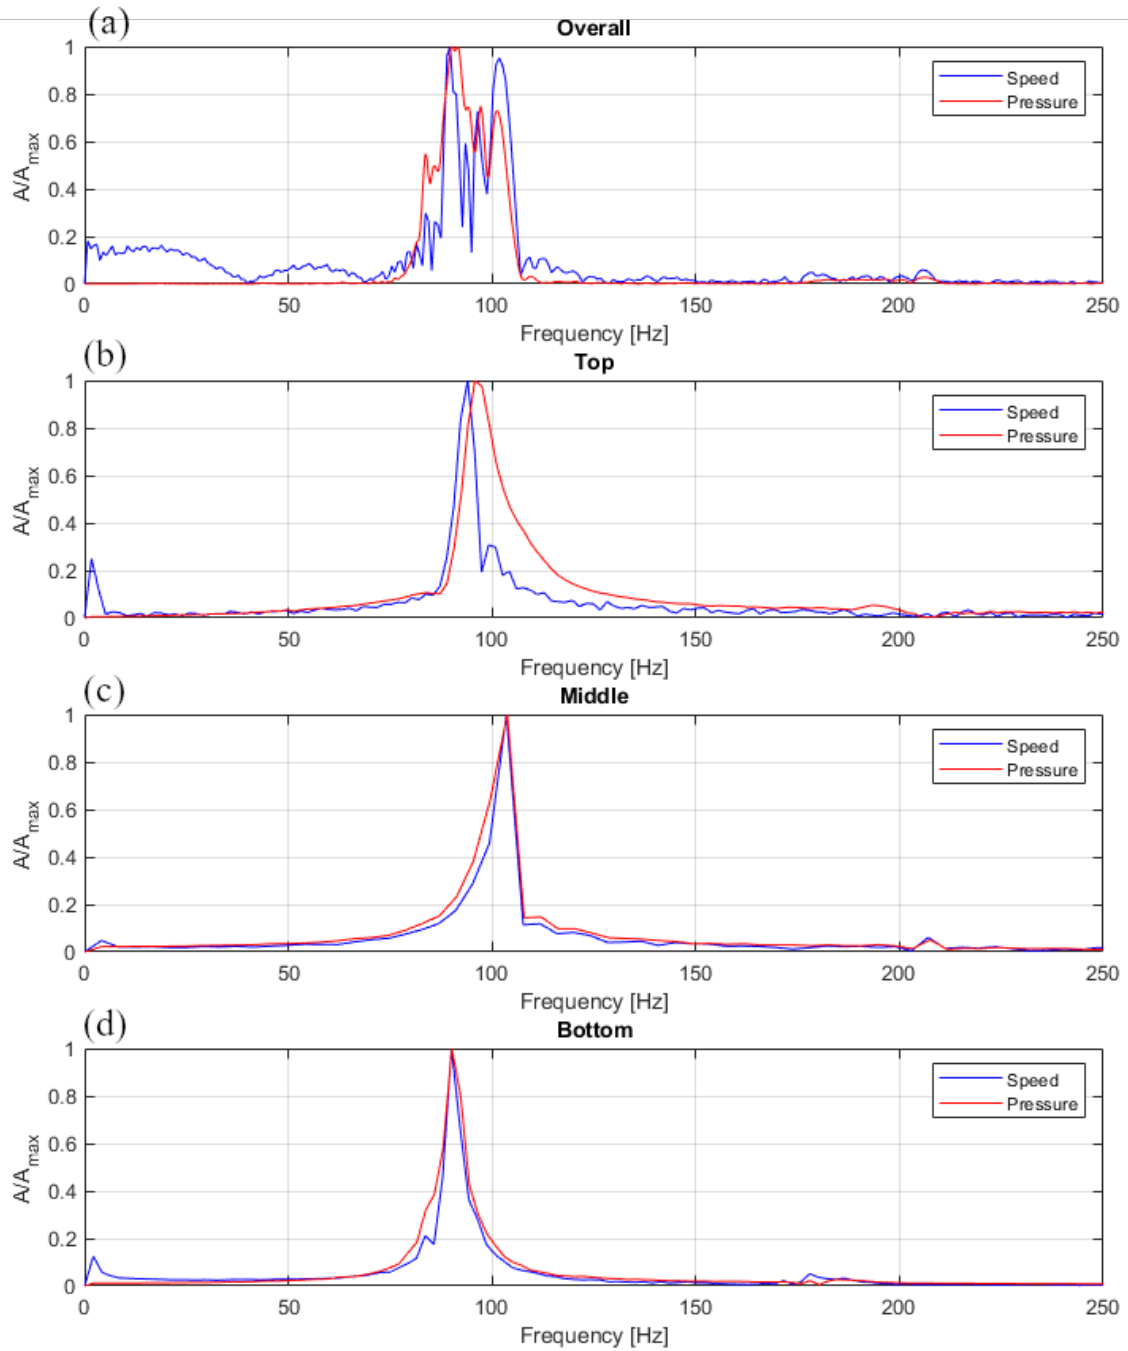 (a)
Overall
1
0.8
0.6
0.4
0.2
0
A/Amax
Speed
Pressure
0 50 100 150 200 250
Frequency [Hz]
(b)
Top
1
0.8
0.6
0.4
0.2
0
A/Amax
Speed
Pressure
0 50 100 150 200 250
Frequency [Hz]
(c)
Middle
1
0.8
0.6
0.4
0.2
0
A/Amax
Speed
Pressure
0 50 100 150 200 250
Frequency [Hz]
(d)
Bottom
1
0.8
0.6
0.4
0.2
0
A/Amax
Speed
Pressure
0 50 100 150 200 250
Frequency [Hz]